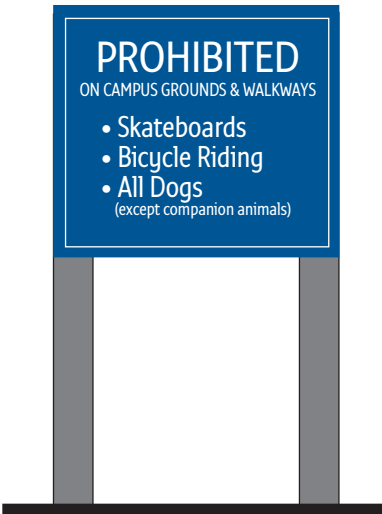 PROHIBITED
ON CAMPUS GROUNDS & WALKWAYS
• Skateboards
• Bicycle Riding
• All Dogs
(except companion animals)